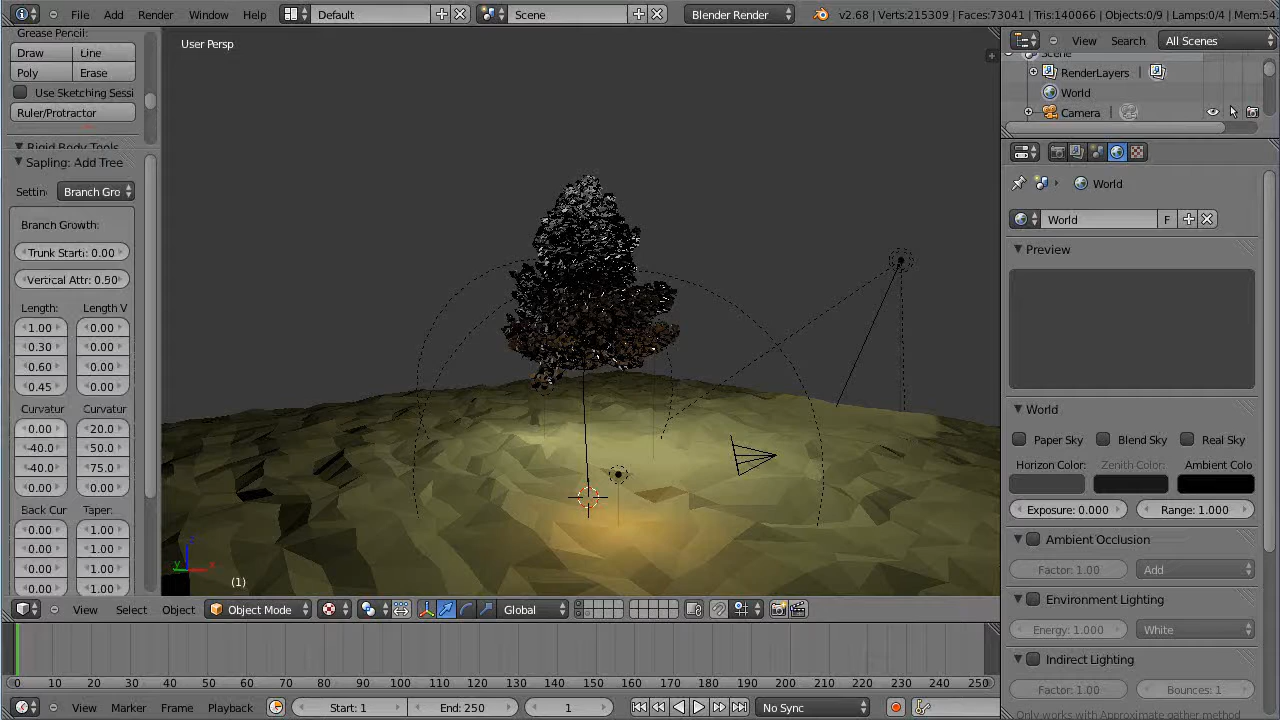 File Add Render Window Help Default Scene Blender Render v2.68 | Verts:215309 | Faces:73041 | Tris:140066 | Objects:0/9 | Lamps:0/4 | Mem:54
Grease Pencil:
Draw Line
Poly Erase
Use Sketching Sessi
Ruler/Protractor
Rigid Body Tools
Sapling: Add Tree
Settin Branch Gro
Branch Growth:
Trunk Starti: 0.00
Vertical Attr: 0.50
Length: Length V
1.00 0.00
0.30 0.00
0.60 0.00
0.45 0.00
Curvatur Curvatur
0.00 20.0
-40.0 50.0
-40.0 75.0
0.00 0.00
Back Cur Taper:
0.00 1.00
0.00 1.00
0.00 1.00
0.00 1.00
User Persp
(1)
View Select Object Object Mode Global
0 10 20 30 40 50 60 70 80 90 100 110 120 130 140 150 160 170 180 190 200 210 220 230 240 250
View Marker Frame Playback Start: 1 End: 250 1 No Sync
View Search All Scenes
Scene
RenderLayers
World
Camera
World
World F
Preview
World
Paper Sky Blend Sky Real Sky
Horizon Color: Zenith Color: Ambient Colo
Exposure: 0.000 Range: 1.000
Ambient Occlusion
Factor: 1.00 Add
Environment Lighting
Energy: 1.000 White
Indirect Lighting
Factor: 1.00 Bounces: 1
Only works with Approximate gather method